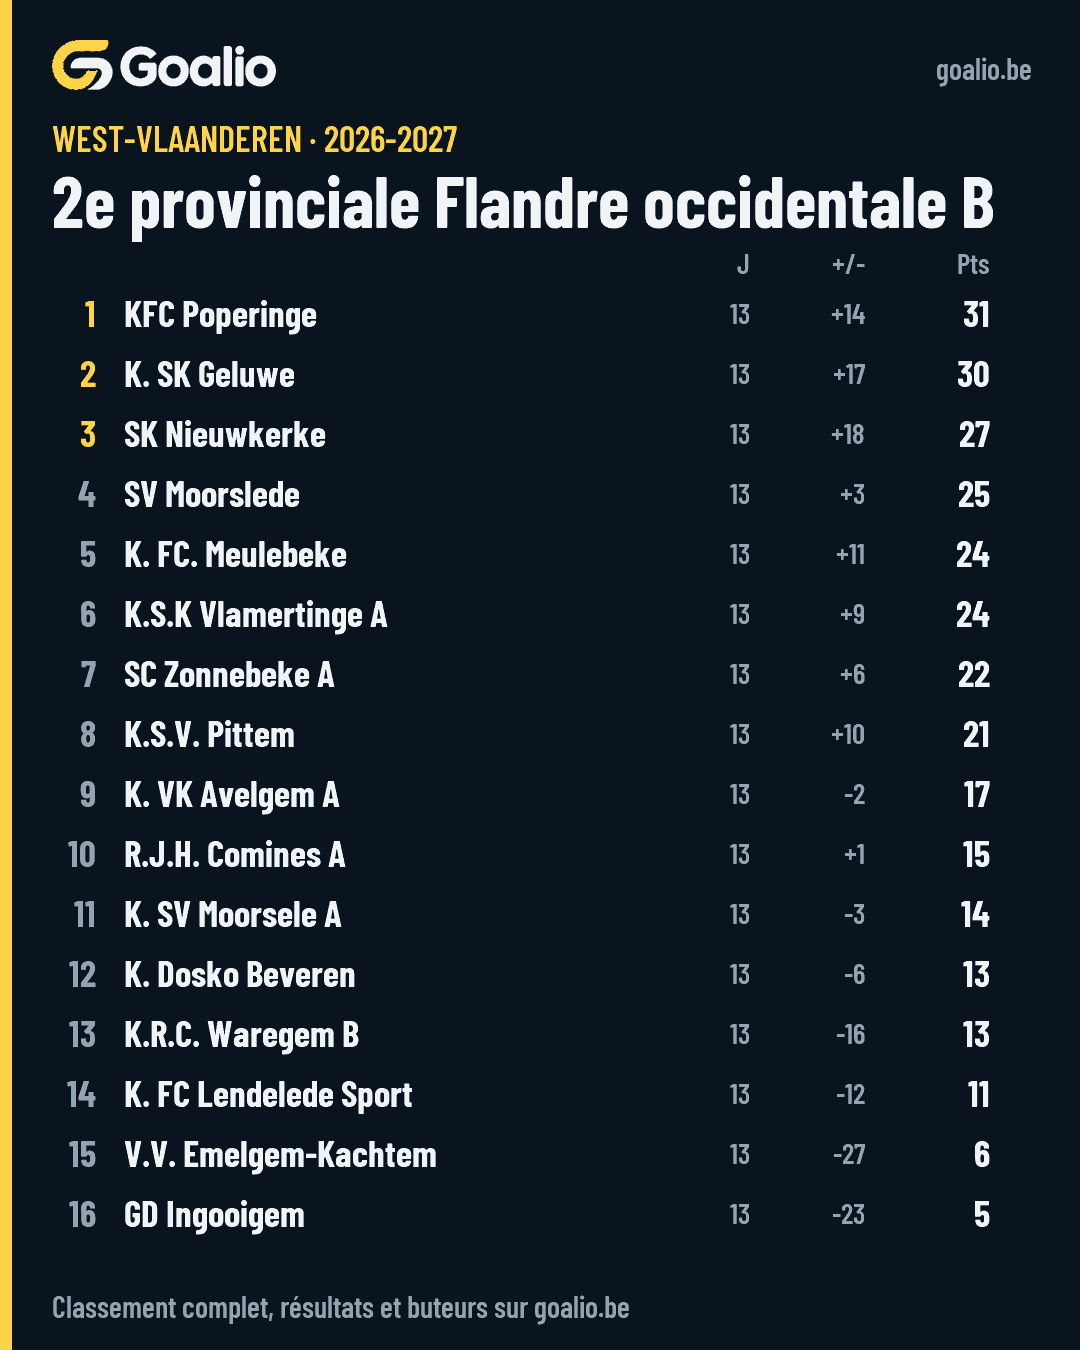 Goalio goalio.be
WEST-VLAANDEREN · 2026-2027
2e provinciale Flandre occidentale B
J +/- Pts
1 KFC Poperinge 13 +14 31
2 K. SK Geluwe 13 +17 30
3 SK Nieuwkerke 13 +18 27
4 SV Moorslede 13 +3 25
5 K. FC. Meulebeke 13 +11 24
6 K.S.K Vlamertinge A 13 +9 24
7 SC Zonnebeke A 13 +6 22
8 K.S.V. Pittem 13 +10 21
9 K. VK Avelgem A 13 -2 17
10 R.J.H. Comines A 13 +1 15
11 K. SV Moorsele A 13 -3 14
12 K. Dosko Beveren 13 -6 13
13 K.R.C. Waregem B 13 -16 13
14 K. FC Lendelede Sport 13 -12 11
15 V.V. Emelgem-Kachtem 13 -27 6
16 GD Ingooigem 13 -23 5
Classement complet, résultats et buteurs sur goalio.be